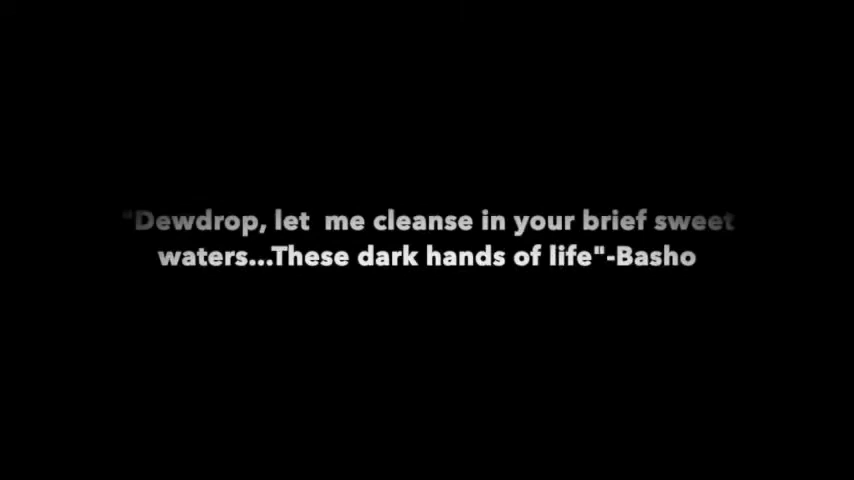 "Dewdrop, let  me cleanse in your brief sweet
waters...These dark hands of life"-Basho